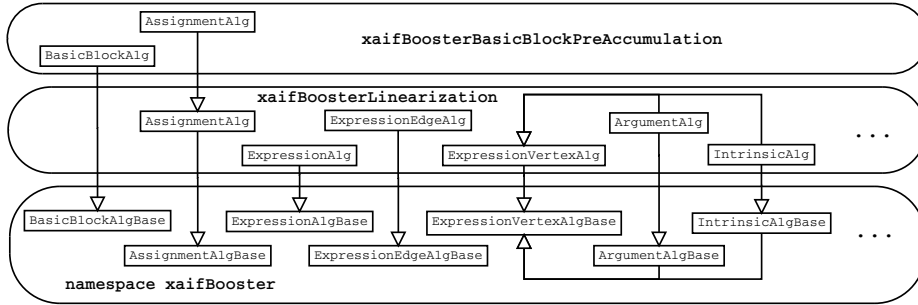 AssignmentAlg
xaifBoosterBasicBlockPreAccumulation
BasicBlockAlg
xaifBoosterLinearization
AssignmentAlg
ExpressionEdgeAlg
ArgumentAlg
...
ExpressionAlg
ExpressionVertexAlg
IntrinsicAlg
BasicBlockAlgBase
ExpressionAlgBase
ExpressionVertexAlgBase
IntrinsicAlgBase
...
AssignmentAlgBase
ExpressionEdgeAlgBase
ArgumentAlgBase
namespace xaifBooster